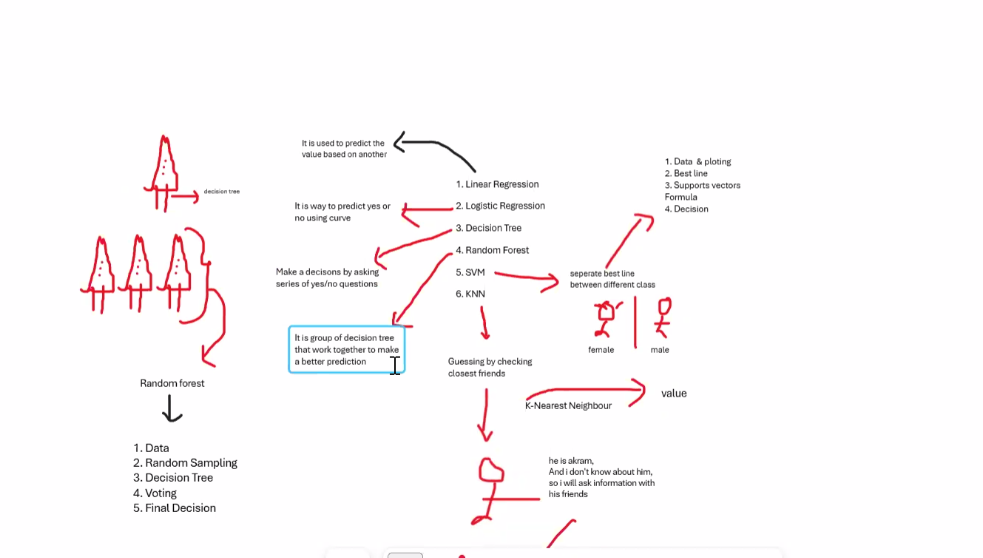 It is used to predict the
value based on another
1. Linear Regression
2. Logistic Regression
3. Decision Tree
4. Random Forest
5. SVM
6. KNN
It is way to predict yes or
no using curve
Make a decisons by asking
series of yes/no questions
It is group of decision tree
that work together to make
a better prediction
decision tree
Random forest
1. Data
2. Random Sampling
3. Decision Tree
4. Voting
5. Final Decision
1. Data & ploting
2. Best line
3. Supports vectors
Formula
4. Decision
seperate best line
between different class
female
male
Guessing by checking
closest friends
K-Nearest Neighbour
value
he is akram,
And i don't know about him,
so i will ask information with
his friends